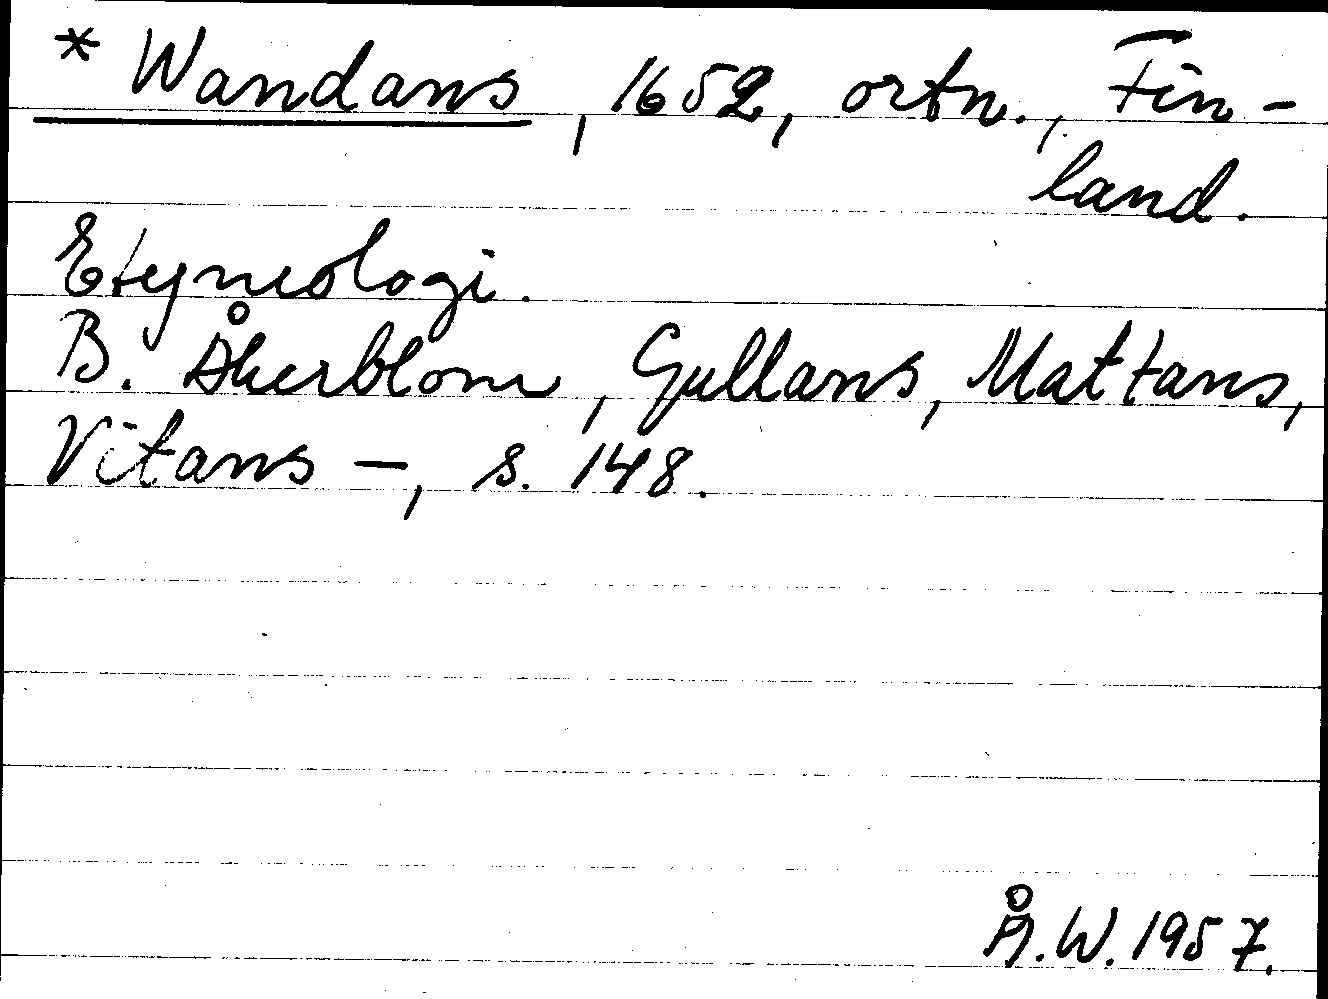 * Wandans, 1652, ortn., Fin-
land.
Etymologi.
B. Åkerblom, Gullans, Mattans,
Vitans –, s. 148.
Å.W. 1957.